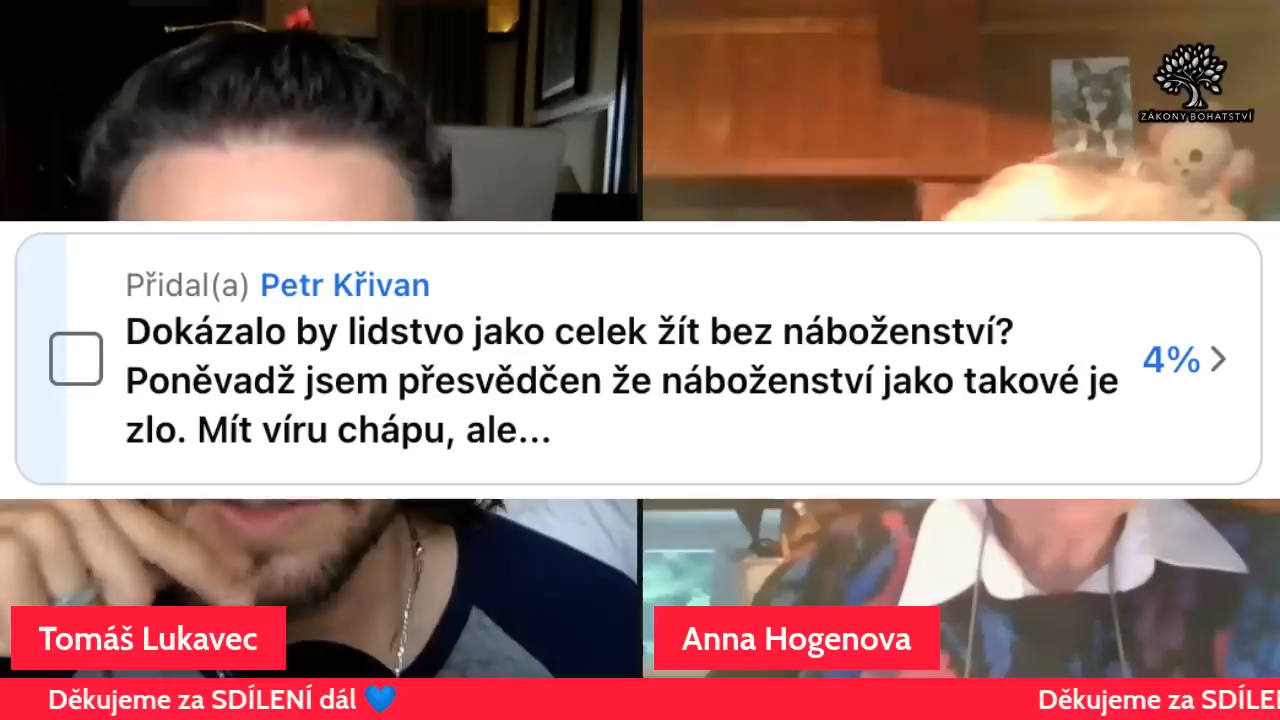 ZÁKONY BOHATSTVÍ
Přidal(a) Petr Křivan
Dokázalo by lidstvo jako celek žít bez náboženství?
Poněvadž jsem přesvědčen že náboženství jako takové je
zlo. Mít víru chápu, ale...
4%
Tomáš Lukavec
Anna Hogenova
Děkujeme za SDÍLENÍ dál 💙
Děkujeme za SDÍLE